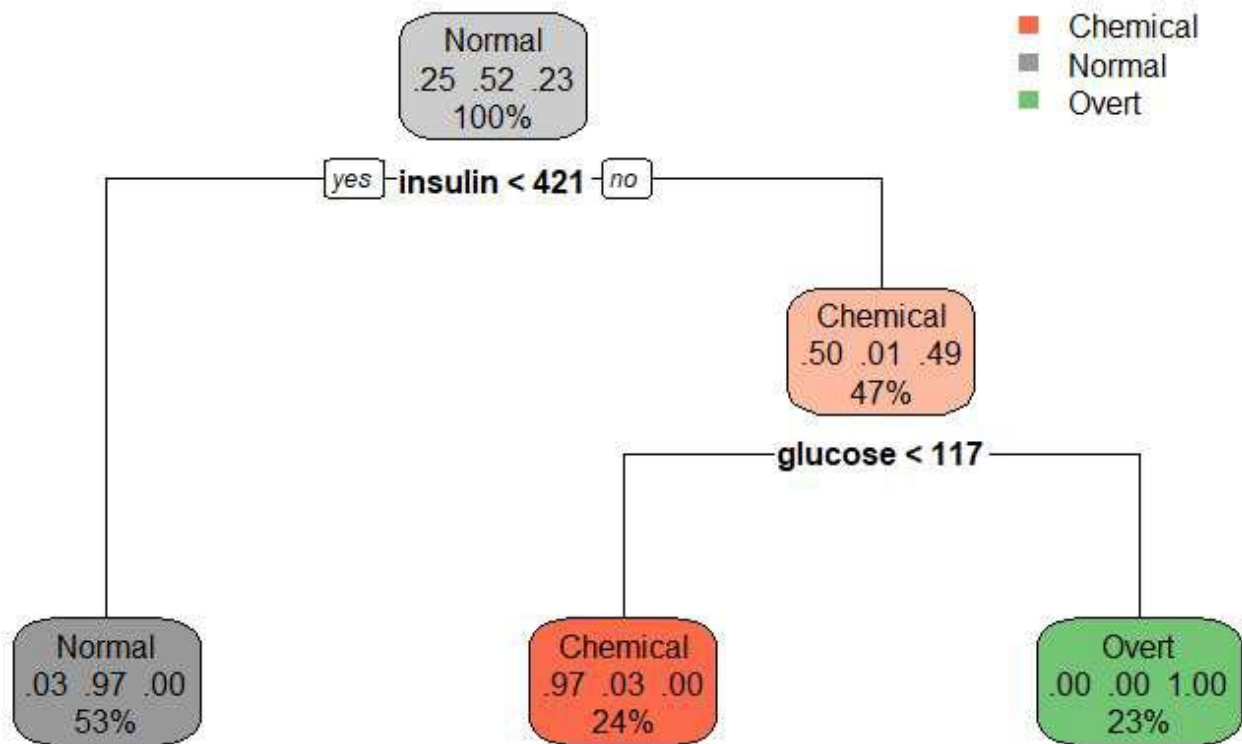 Normal
.25 .52 .23
100%
Chemical
Normal
Overt
yes insulin < 421 no
Chemical
.50 .01 .49
47%
glucose < 117
Normal
.03 .97 .00
53%
Chemical
.97 .03 .00
24%
Overt
.00 .00 1.00
23%